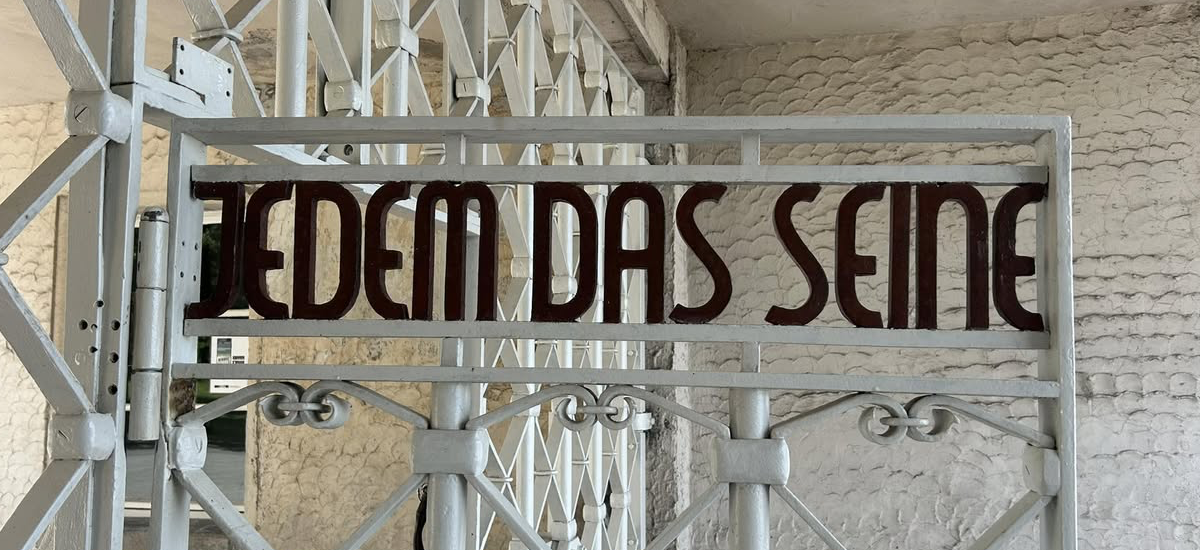 JEDEM DAS SEINE